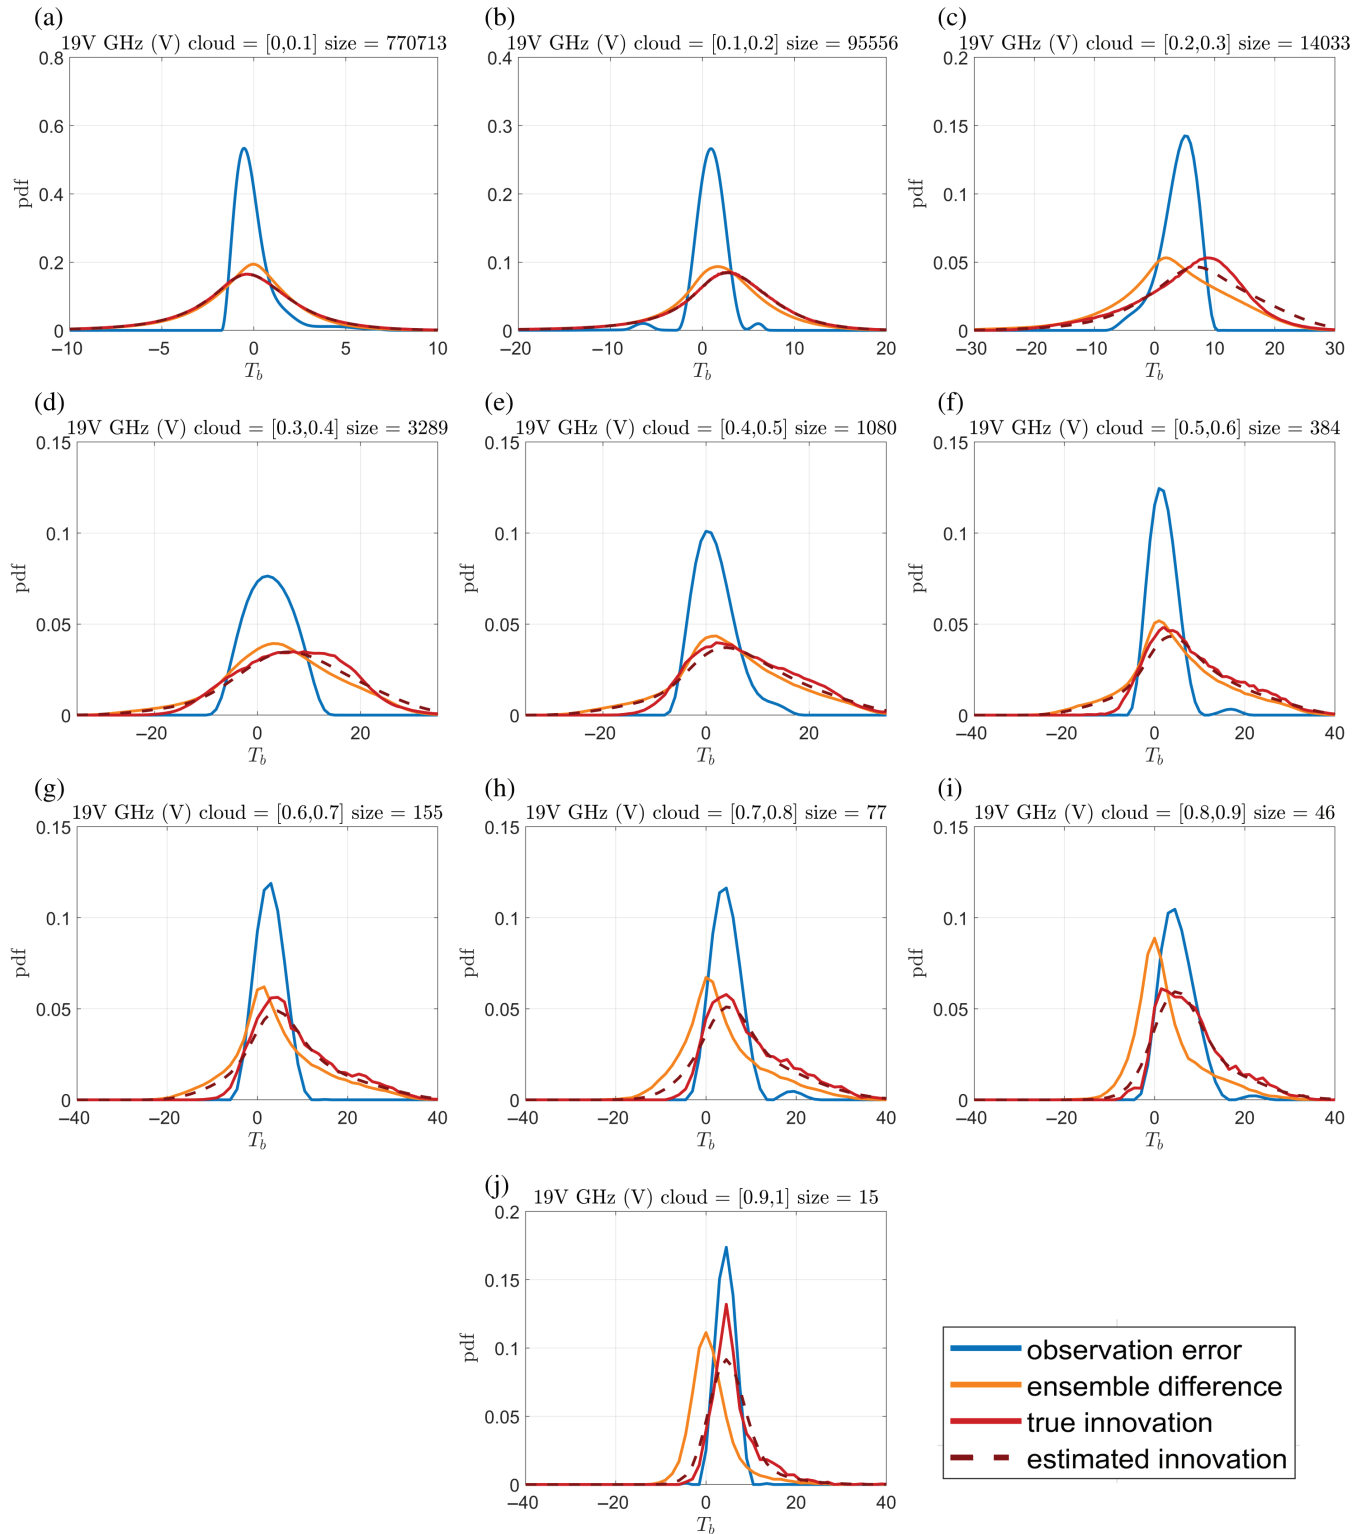 (a)
19V GHz (V) cloud = [0,0.1] size = 770713
0.8
0.6
0.4
0.2
0
pdf
−10 −5 0 5 10
T_b
(b)
19V GHz (V) cloud = [0.1,0.2] size = 95556
0.4
0.3
0.2
0.1
0
pdf
−20 −10 0 10 20
T_b
(c)
19V GHz (V) cloud = [0.2,0.3] size = 14033
0.2
0.15
0.1
0.05
0
pdf
−30 −20 −10 0 10 20 30
T_b
(d)
19V GHz (V) cloud = [0.3,0.4] size = 3289
0.15
0.1
0.05
0
pdf
−20 0 20
T_b
(e)
19V GHz (V) cloud = [0.4,0.5] size = 1080
0.15
0.1
0.05
0
pdf
−20 0 20
T_b
(f)
19V GHz (V) cloud = [0.5,0.6] size = 384
0.15
0.1
0.05
0
pdf
−40 −20 0 20 40
T_b
(g)
19V GHz (V) cloud = [0.6,0.7] size = 155
0.15
0.1
0.05
0
pdf
−40 −20 0 20 40
T_b
(h)
19V GHz (V) cloud = [0.7,0.8] size = 77
0.15
0.1
0.05
0
pdf
−40 −20 0 20 40
T_b
(i)
19V GHz (V) cloud = [0.8,0.9] size = 46
0.15
0.1
0.05
0
pdf
−40 −20 0 20 40
T_b
(j)
19V GHz (V) cloud = [0.9,1] size = 15
0.2
0.15
0.1
0.05
0
pdf
−40 −20 0 20 40
T_b
observation error
ensemble difference
true innovation
estimated innovation